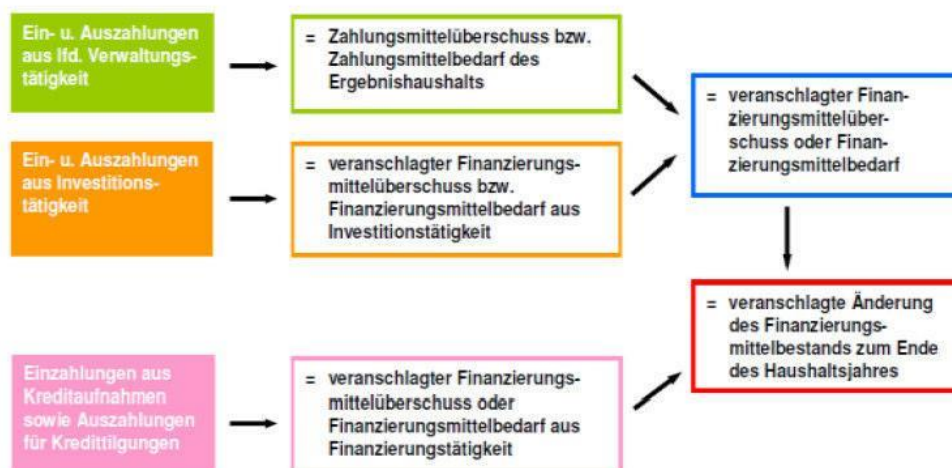 Ein- u. Auszahlungen
aus lfd. Verwaltungs-
tätigkeit
= Zahlungsmittelüberschuss bzw.
Zahlungsmittelbedarf des
Ergebnishaushalts
Ein- u. Auszahlungen
aus Investitions-
tätigkeit
= veranschlagter Finanzierungs-
mittelüberschuss bzw.
Finanzierungsmittelbedarf aus
Investitionstätigkeit
= veranschlagter Finan-
zierungsmittelüber-
schuss oder Finan-
zierungsmittelbedarf
Einzahlungen aus
Kreditaufnahmen
sowie Auszahlungen
für Kredittilgungen
= veranschlagter Finanzierungs-
mittelüberschuss oder
Finanzierungsmittelbedarf aus
Finanzierungstätigkeit
= veranschlagte Änderung
des Finanzierungs-
mittelbestands zum Ende
des Haushaltsjahres